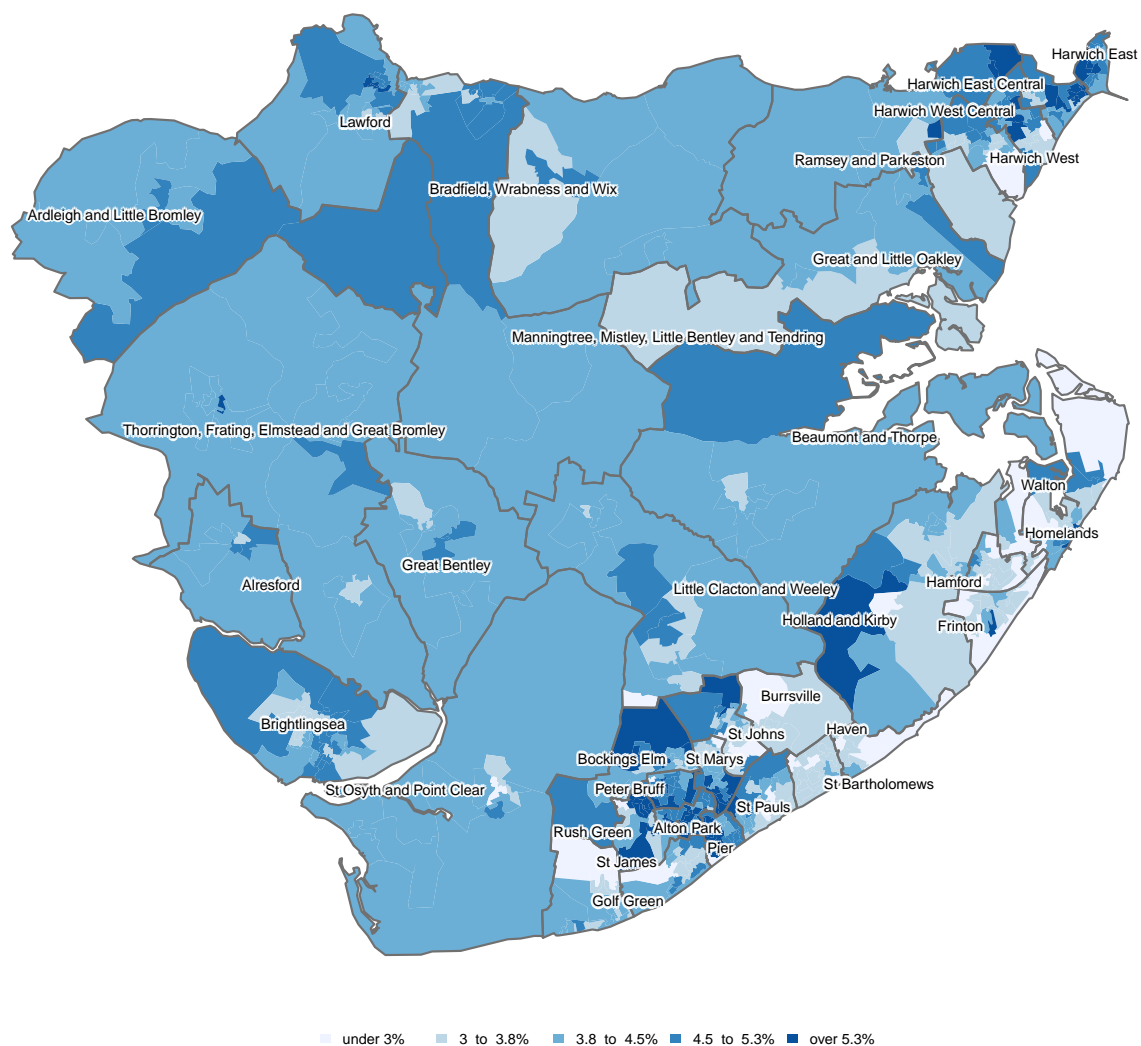 Harwich East
Harwich East Central
Harwich West Central
Lawford
Harwich West
Ramsey and Parkeston
Bradfield, Wrabness and Wix
Ardleigh and Little Bromley
Great and Little Oakley
Manningtree, Mistley, Little Bentley and Tendring
Thorrington, Frating, Elmstead and Great Bromley
Beaumont and Thorpe
Walton
Homelands
Great Bentley
Alresford
Hamford
Little Clacton and Weeley
Holland and Kirby
Frinton
Burrsville
Brightlingsea
Haven
St Johns
Bockings Elm
St Marys
St Bartholomews
St Osyth and Point Clear
Peter Bruff
St Pauls
Alton Park
Rush Green
Pier
St James
Golf Green
under 3%
3 to 3.8%
3.8 to 4.5%
4.5 to 5.3%
over 5.3%